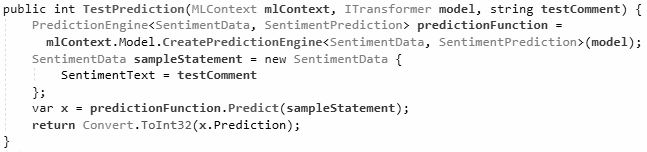 public int TestPrediction(MLContext mlContext, ITransformer model, string testComment) {
PredictionEngine<SentimentData, SentimentPrediction> predictionFunction =
mlContext.Model.CreatePredictionEngine<SentimentData, SentimentPrediction>(model);
SentimentData sampleStatement = new SentimentData {
SentimentText = testComment
};
var x = predictionFunction.Predict(sampleStatement);
return Convert.ToInt32(x.Prediction);
}